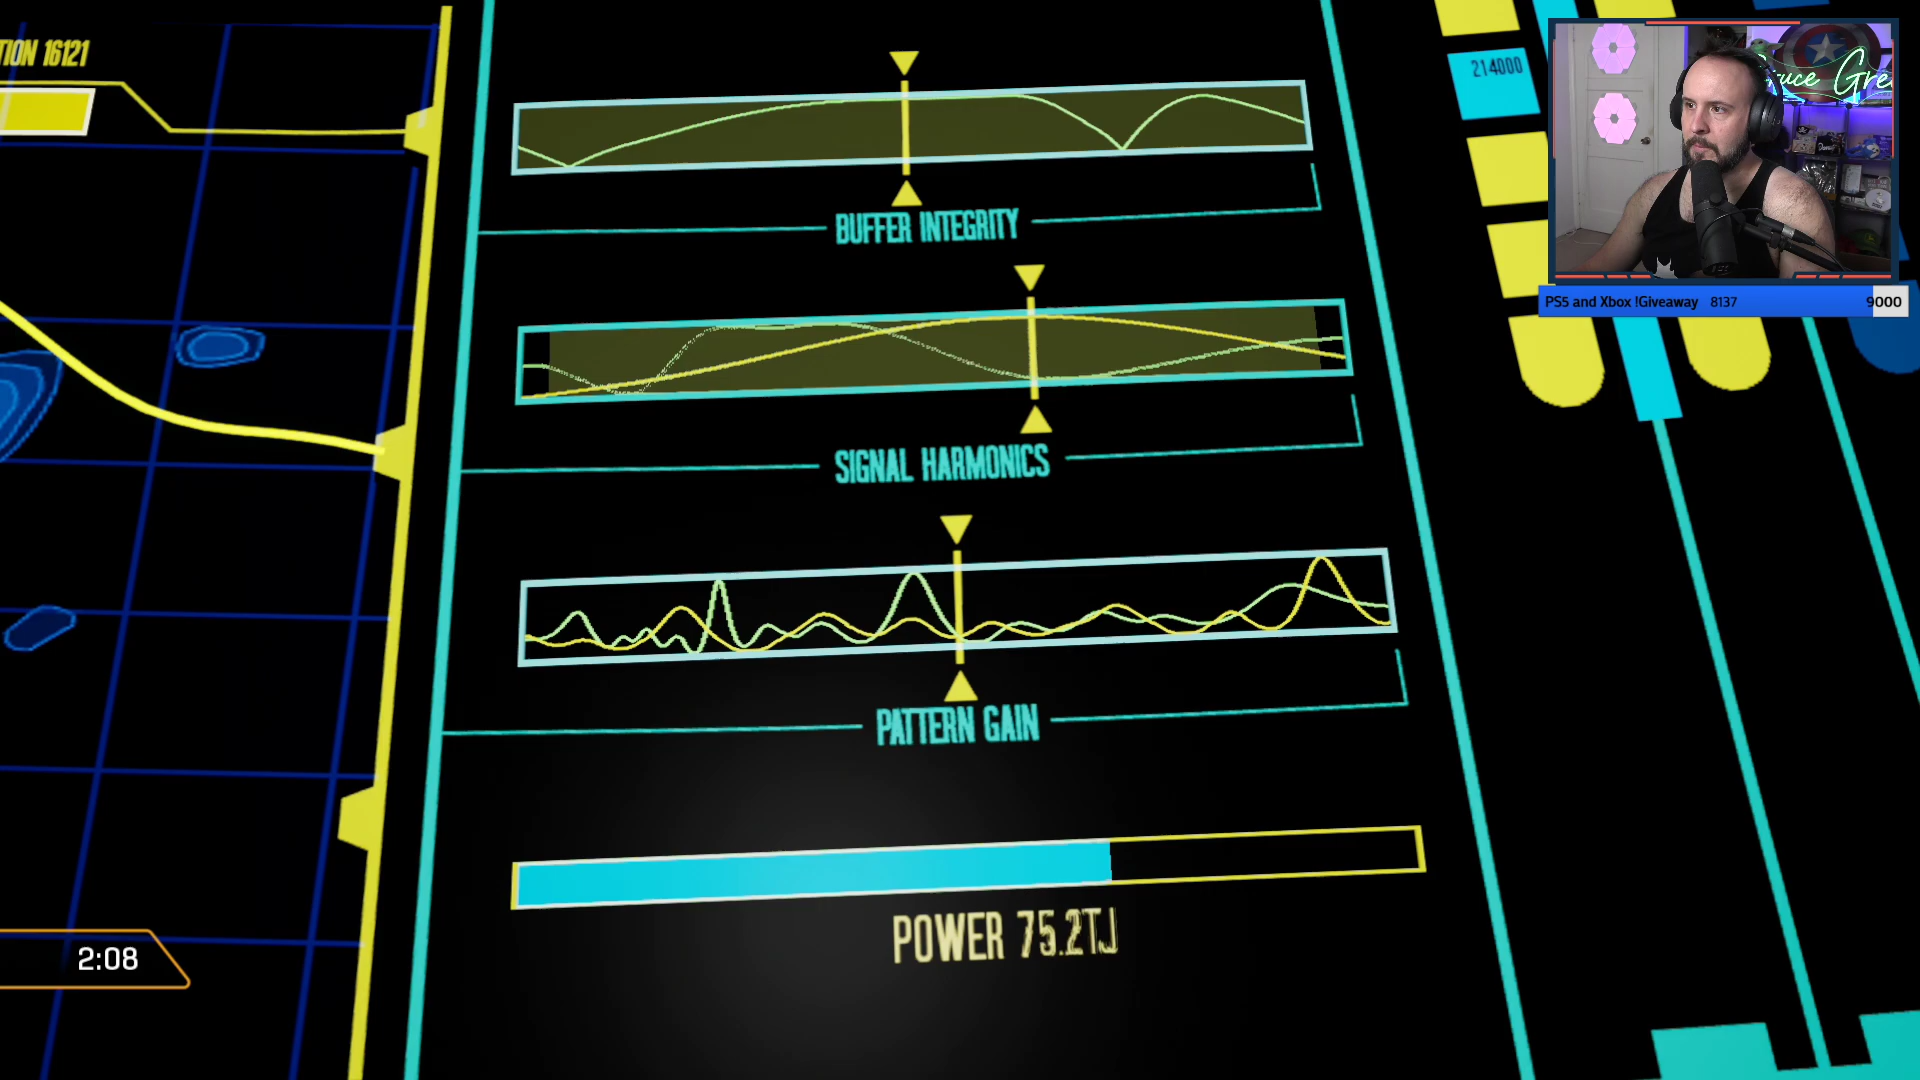 TION 16121
214000
BUFFER INTEGRITY
PS5 and Xbox !Giveaway 8137 9000
SIGNAL HARMONICS
PATTERN GAIN
POWER 75.2TJ
2:08